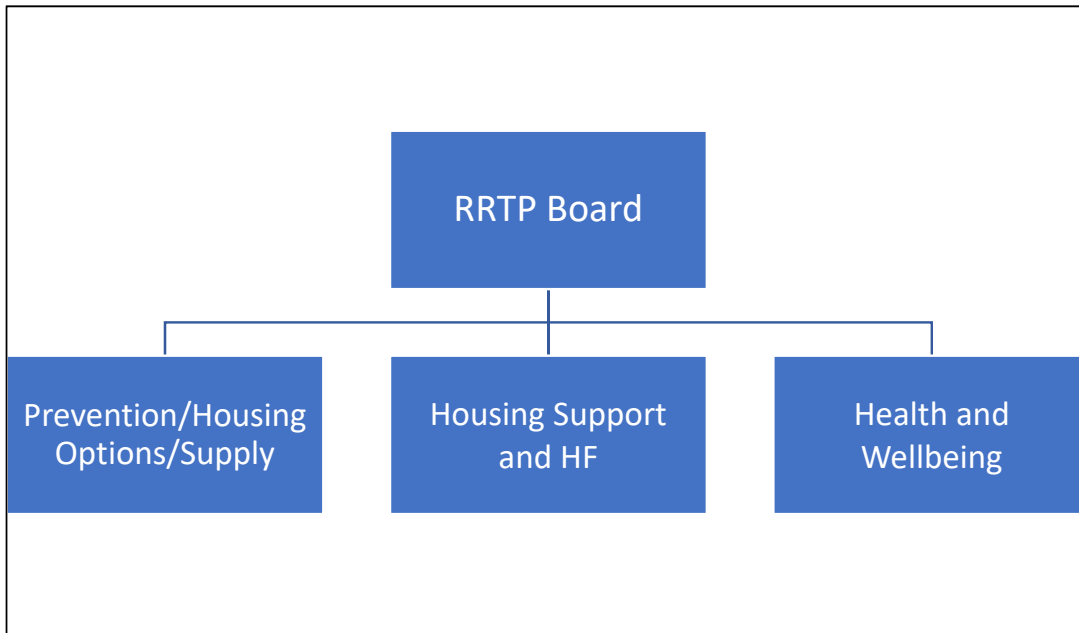 RRTP Board
Prevention/Housing
Options/Supply
Housing Support
and HF
Health and
Wellbeing